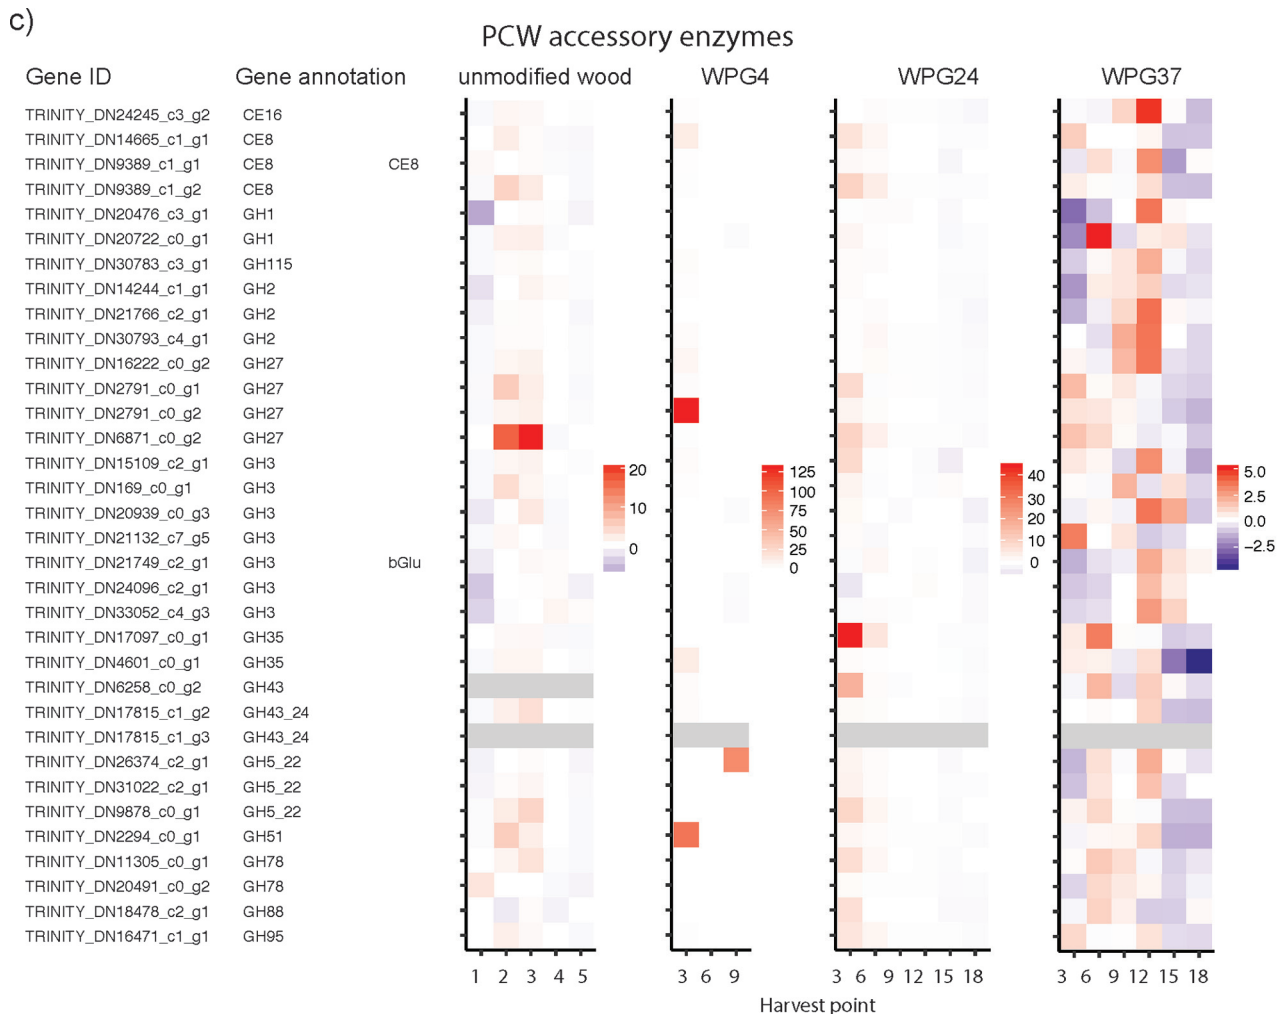 c)
PCW accessory enzymes
Gene ID Gene annotation unmodified wood WPG4 WPG24 WPG37
TRINITY_DN24245_c3_g2 CE16
TRINITY_DN14665_c1_g1 CE8
TRINITY_DN9389_c1_g1 CE8 CE8
TRINITY_DN9389_c1_g2 CE8
TRINITY_DN20476_c3_g1 GH1
TRINITY_DN20722_c0_g1 GH1
TRINITY_DN30783_c3_g1 GH115
TRINITY_DN14244_c1_g1 GH2
TRINITY_DN21766_c2_g1 GH2
TRINITY_DN30793_c4_g1 GH2
TRINITY_DN16222_c0_g2 GH27
TRINITY_DN2791_c0_g1 GH27
TRINITY_DN2791_c0_g2 GH27
TRINITY_DN6871_c0_g2 GH27
TRINITY_DN15109_c2_g1 GH3
TRINITY_DN169_c0_g1 GH3
TRINITY_DN20939_c0_g3 GH3
TRINITY_DN21132_c7_g5 GH3
TRINITY_DN21749_c2_g1 GH3 bGlu
TRINITY_DN24096_c2_g1 GH3
TRINITY_DN33052_c4_g3 GH3
TRINITY_DN17097_c0_g1 GH35
TRINITY_DN4601_c0_g1 GH35
TRINITY_DN6258_c0_g2 GH43
TRINITY_DN17815_c1_g2 GH43_24
TRINITY_DN17815_c1_g3 GH43_24
TRINITY_DN26374_c2_g1 GH5_22
TRINITY_DN31022_c2_g1 GH5_22
TRINITY_DN9878_c0_g1 GH5_22
TRINITY_DN2294_c0_g1 GH51
TRINITY_DN11305_c0_g1 GH78
TRINITY_DN20491_c0_g2 GH78
TRINITY_DN18478_c2_g1 GH88
TRINITY_DN16471_c1_g1 GH95
20
10
0
125
100
75
50
25
0
40
30
20
10
0
5.0
2.5
0.0
−2.5
1 2 3 4 5 3 6 9 3 6 9 12 15 18 3 6 9 12 15 18
Harvest point